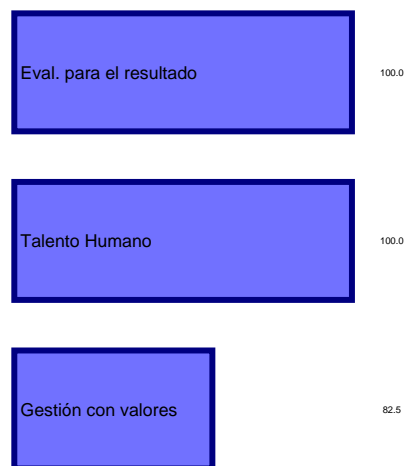 Eval. para el resultado 100.0
Talento Humano 100.0
Gestión con valores 82.5